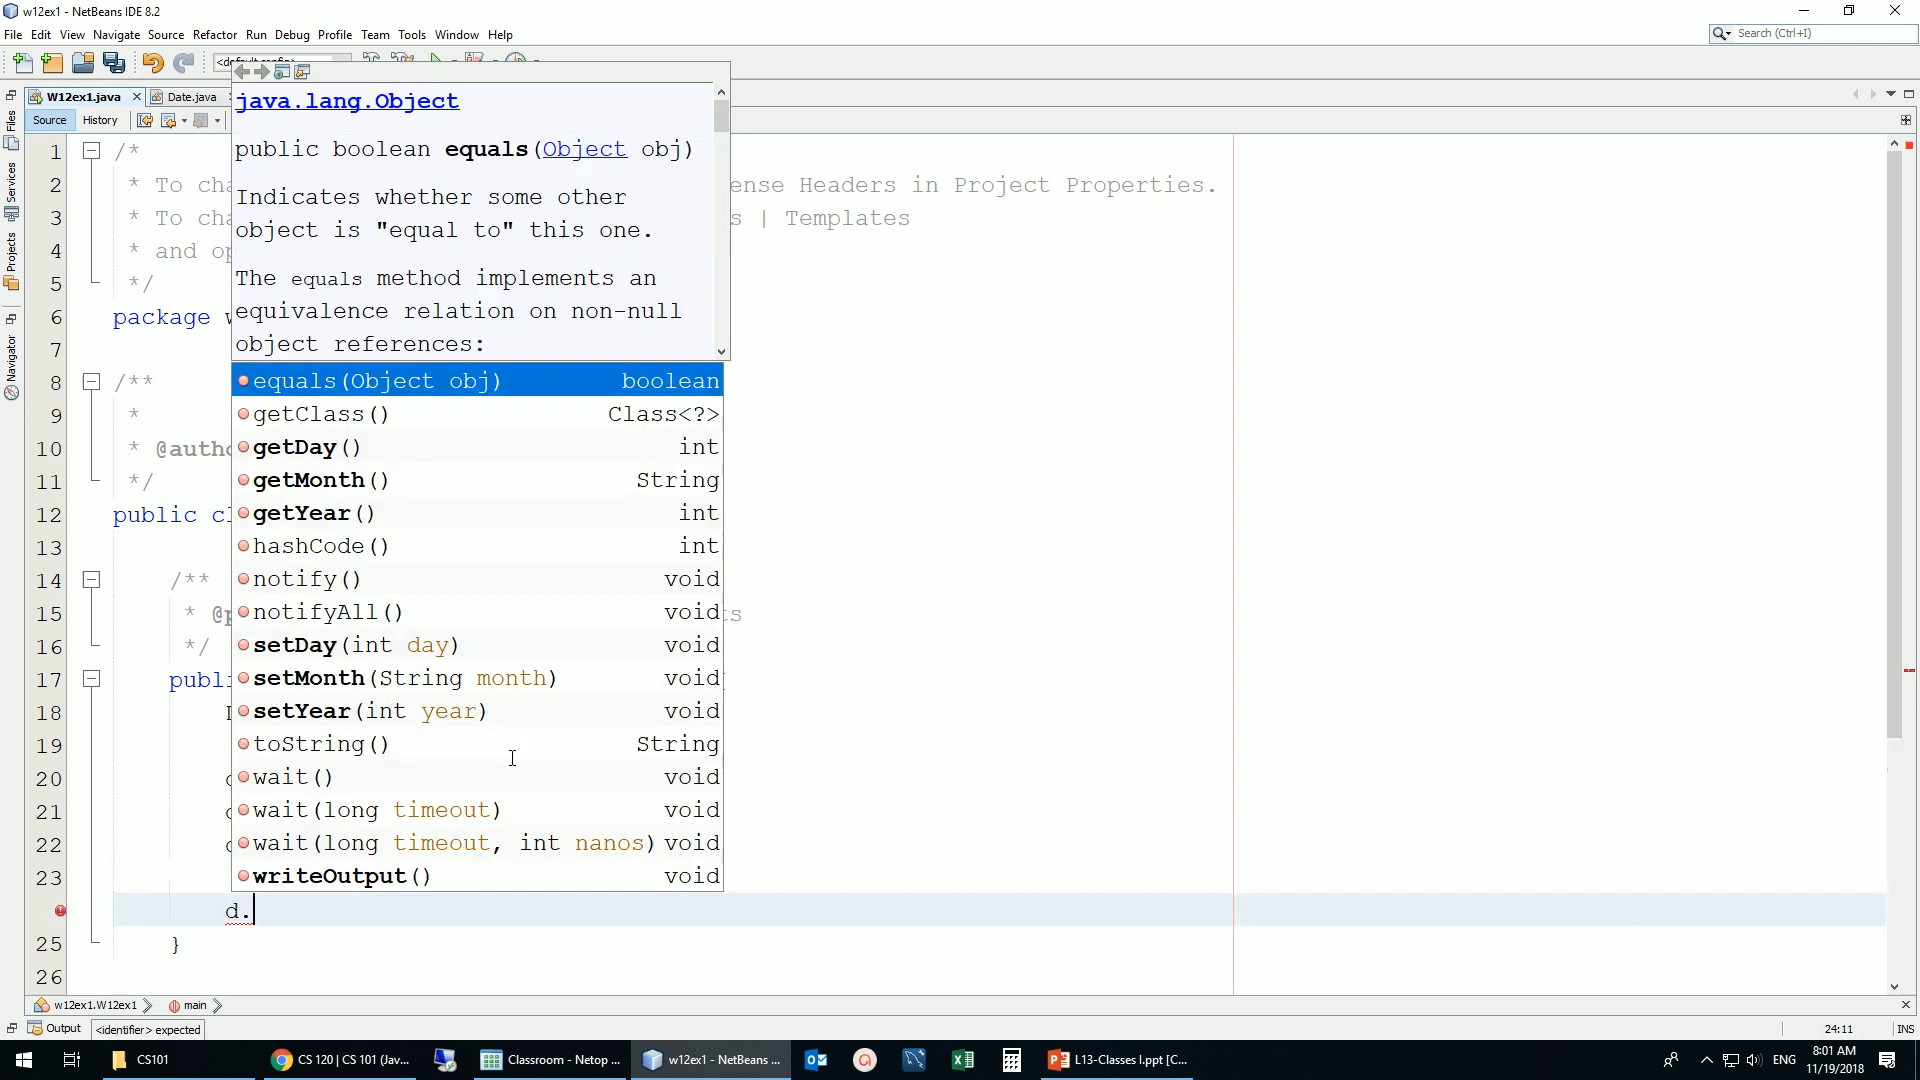 w12ex1 - NetBeans IDE 8.2
File Edit View Navigate Source Refactor Run Debug Profile Team Tools Window Help
Search (Ctrl+I)
W12ex1.java
Date.java
Source History
Files
Services
Projects
Navigator
java.lang.Object
public boolean equals(Object obj)
Indicates whether some other
object is "equal to" this one.
The equals method implements an
equivalence relation on non-null
object references:
1 /*
2 * To cha ense Headers in Project Properties.
3 * To cha s | Templates
4 * and op
5 */
6 package
7
8 /**
9 *
10 * @autho
11 */
12 public cl
13
14 /**
15 * @p ts
16 */
17 publi
18
19
20
21
22
23
d.
25 }
26
equals(Object obj) boolean
getClass() Class<?>
getDay() int
getMonth() String
getYear() int
hashCode() int
notify() void
notifyAll() void
setDay(int day) void
setMonth(String month) void
setYear(int year) void
toString() String
wait() void
wait(long timeout) void
wait(long timeout, int nanos) void
writeOutput() void
w12ex1.W12ex1 main
Output <identifier> expected 24:11 INS
CS101
CS 120 | CS 101 (Jav...
Classroom - Netop ...
w12ex1 - NetBeans ...
L13-Classes I.ppt [C...
ENG
8:01 AM
11/19/2018